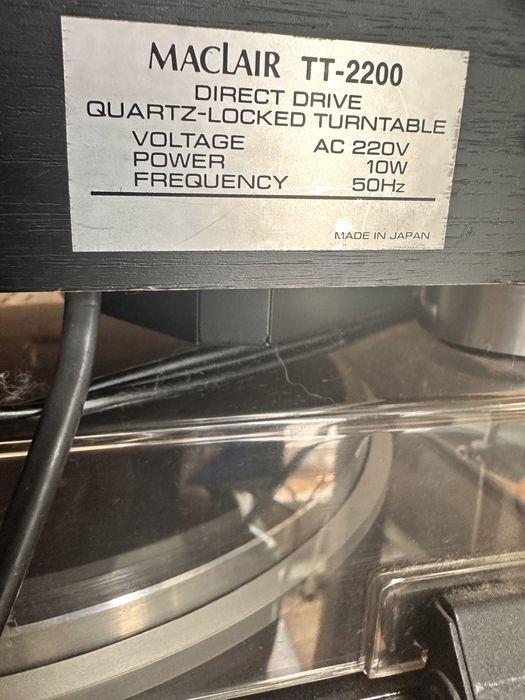 MACLAIR TT-2200
DIRECT DRIVE
QUARTZ-LOCKED TURNTABLE
VOLTAGE AC 220V
POWER 10W
FREQUENCY 50Hz
MADE IN JAPAN